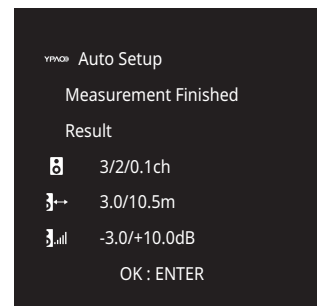 YPAO Auto Setup
Measurement Finished
Result
3/2/0.1ch
3.0/10.5m
-3.0/+10.0dB
OK : ENTER